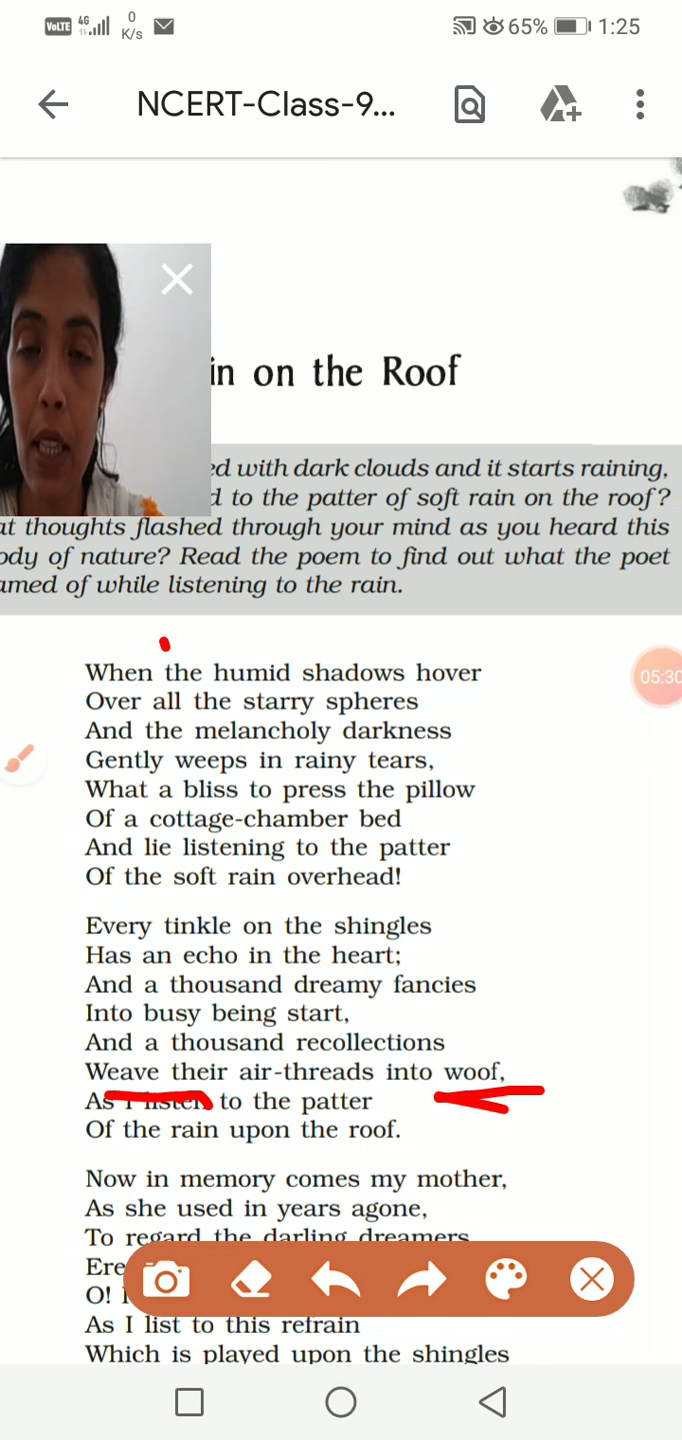 VoLTE 4G 0 K/s 65% 1:25
NCERT-Class-9...
in on the Roof
ed with dark clouds and it starts raining,
d to the patter of soft rain on the roof?
at thoughts flashed through your mind as you heard this
ody of nature? Read the poem to find out what the poet
amed of while listening to the rain.
When the humid shadows hover
Over all the starry spheres
And the melancholy darkness
Gently weeps in rainy tears,
What a bliss to press the pillow
Of a cottage-chamber bed
And lie listening to the patter
Of the soft rain overhead!
05:30
Every tinkle on the shingles
Has an echo in the heart;
And a thousand dreamy fancies
Into busy being start,
And a thousand recollections
Weave their air-threads into woof,
As I listen to the patter
Of the rain upon the roof.
Now in memory comes my mother,
As she used in years agone,
To regard the darling dreamers
Ere
O!
As I list to this refrain
Which is played upon the shingles